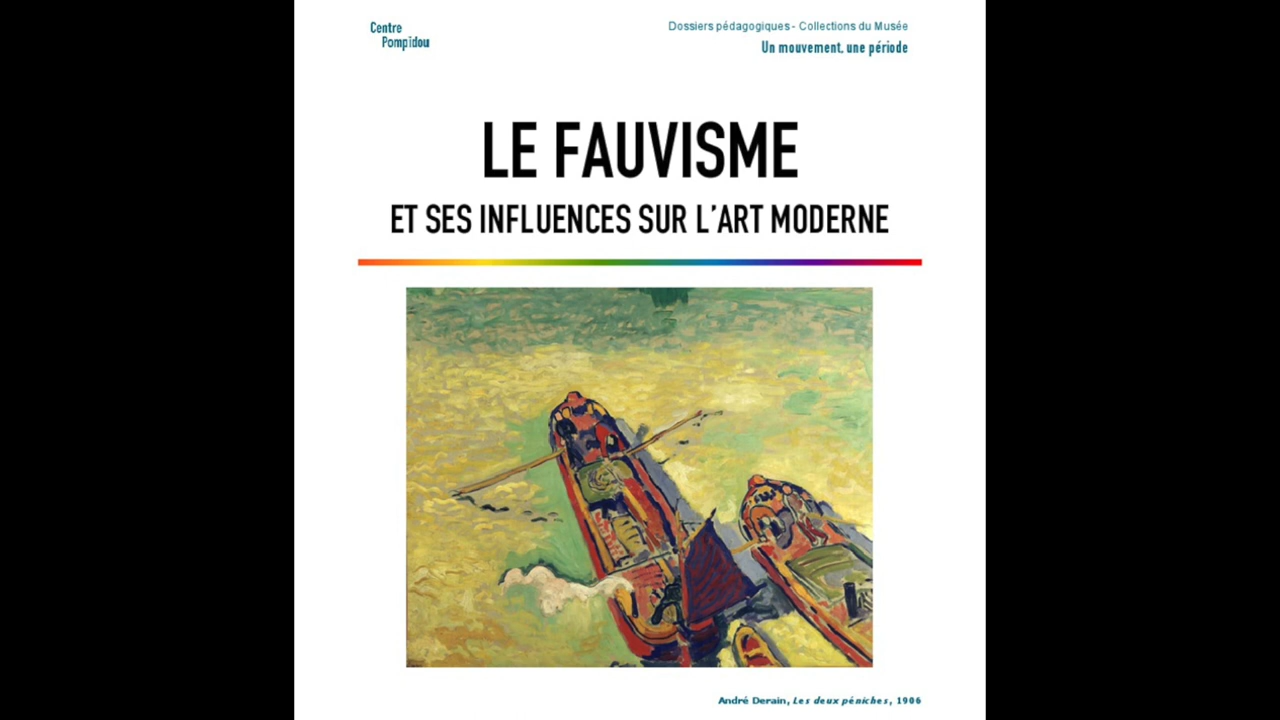 Centre
Pompidou
Dossiers pédagogiques - Collections du Musée
Un mouvement, une période
LE FAUVISME
ET SES INFLUENCES SUR L'ART MODERNE
André Derain, Les deux péniches, 1906